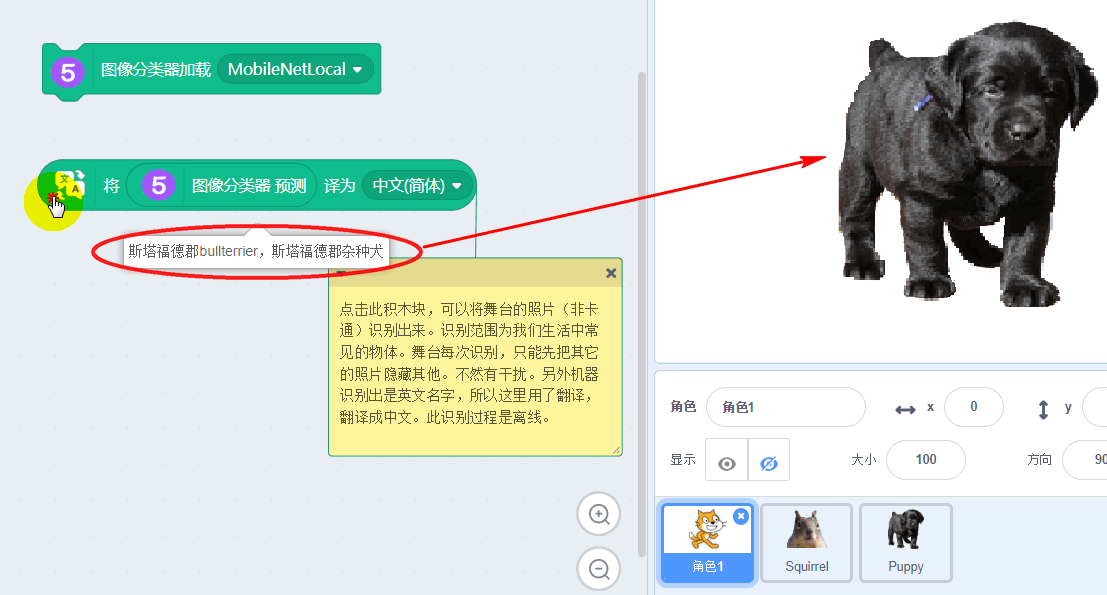 5 图像分类器加载 MobileNetLocal
将 5 图像分类器 预测 译为 中文(简体)
斯塔福德郡bullterrier，斯塔福德郡杂种犬
点击此积木块，可以将舞台的照片（非卡
通）识别出来。识别范围为我们生活中常
见的物体。舞台每次识别，只能先把其它
的照片隐藏其他。不然有干扰。另外机器
识别出是英文名字，所以这里用了翻译，
翻译成中文。此识别过程是离线。
角色 角色1 x 0 y
显示 大小 100 方向 90
角色1 Squirrel Puppy